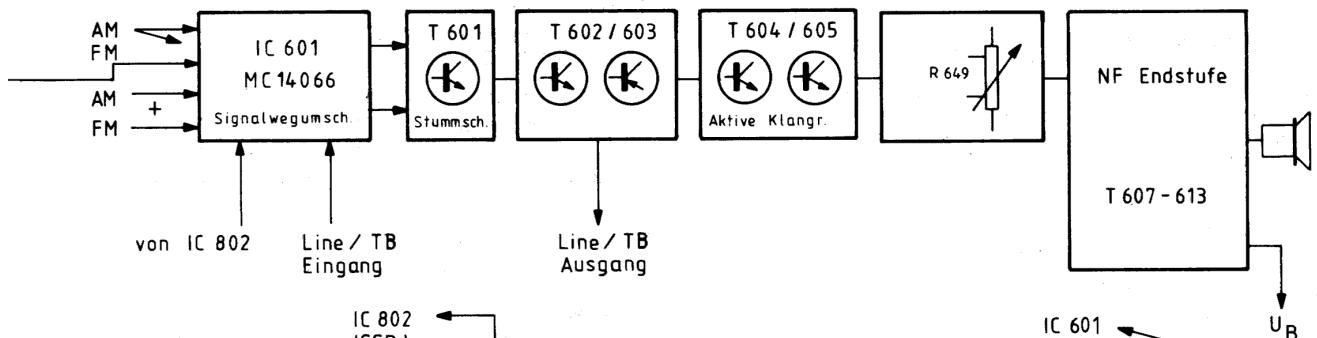 AM
FM
AM
+
FM
IC 601
MC 14066
Signalwegumsch.
T 601
Stummsch.
T 602 / 603
T 604 / 605
Aktive Klangr.
R 649
NF Endstufe
T 607 - 613
von IC 802
Line / TB
Eingang
Line / TB
Ausgang
IC 802
IC 601
UB